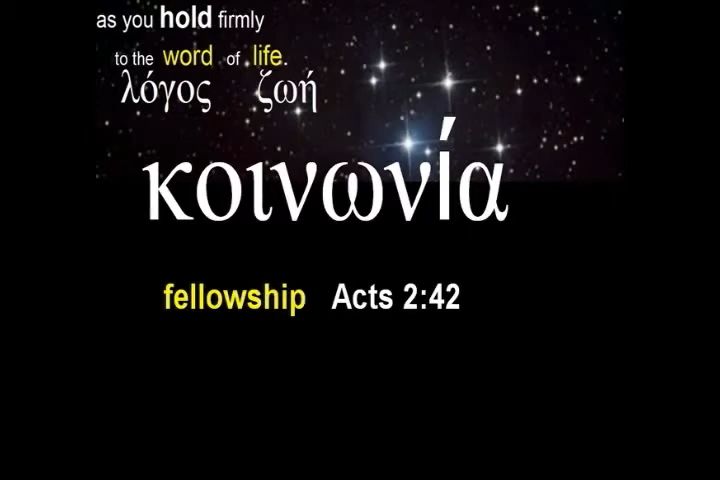 as you hold firmly
to the word of life.
λόγος ζωή
κοινωνία
fellowship Acts 2:42